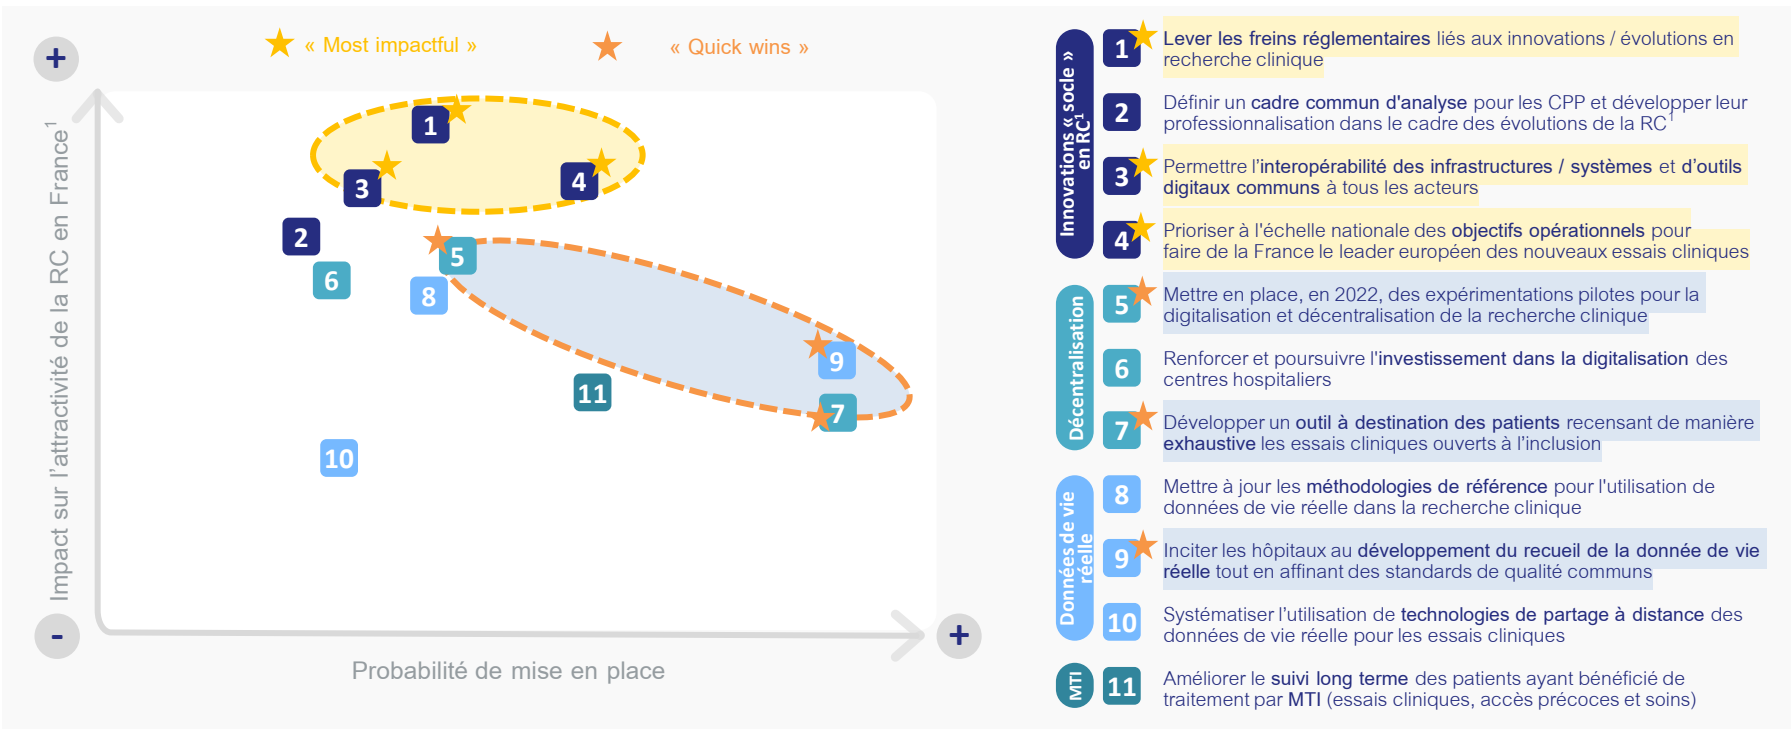 « Most impactful »
« Quick wins »
+
Impact sur l'attractivité de la RC en France¹
1
3
4
2
5
6
8
9
11
7
10
-
+
Probabilité de mise en place
Innovations « socle »
en RC¹
1
Lever les freins réglementaires liés aux innovations / évolutions en
recherche clinique
2
Définir un cadre commun d'analyse pour les CPP et développer leur
professionnalisation dans le cadre des évolutions de la RC¹
3
Permettre l'interopérabilité des infrastructures / systèmes et d'outils
digitaux communs à tous les acteurs
4
Prioriser à l'échelle nationale des objectifs opérationnels pour
faire de la France le leader européen des nouveaux essais cliniques
Décentralisation
5
Mettre en place, en 2022, des expérimentations pilotes pour la
digitalisation et décentralisation de la recherche clinique
6
Renforcer et poursuivre l'investissement dans la digitalisation des
centres hospitaliers
7
Développer un outil à destination des patients recensant de manière
exhaustive les essais cliniques ouverts à l'inclusion
Données de vie
réelle
8
Mettre à jour les méthodologies de référence pour l'utilisation de
données de vie réelle dans la recherche clinique
9
Inciter les hôpitaux au développement du recueil de la donnée de vie
réelle tout en affinant des standards de qualité communs
10
Systématiser l'utilisation de technologies de partage à distance des
données de vie réelle pour les essais cliniques
MTI
11
Améliorer le suivi long terme des patients ayant bénéficié de
traitement par MTI (essais cliniques, accès précoces et soins)